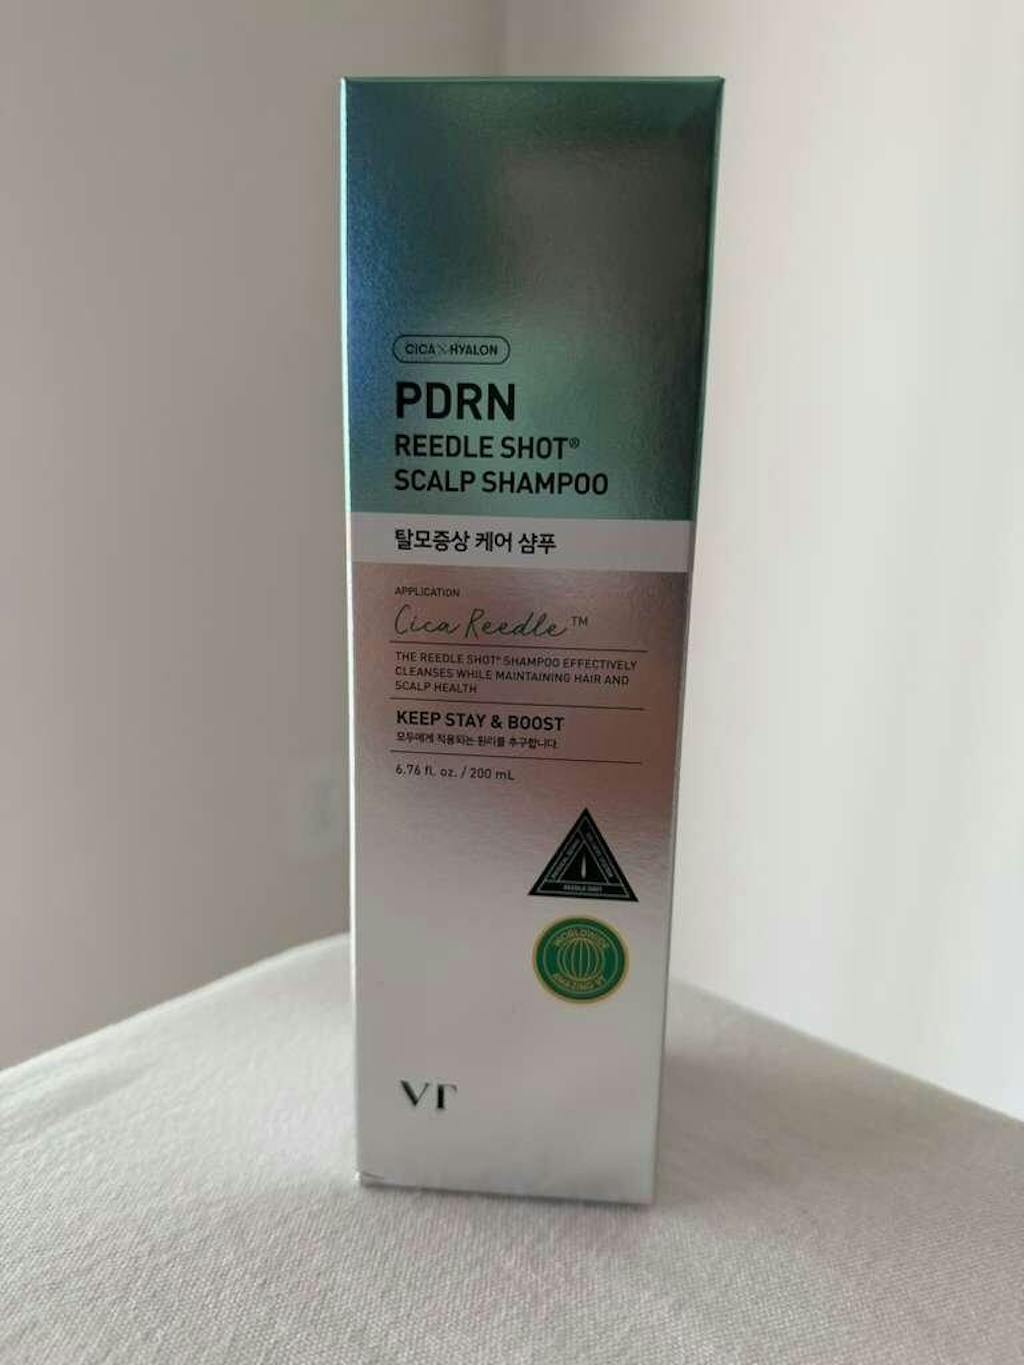 CICA X HYALON
PDRN
REEDLE SHOT®
SCALP SHAMPOO
탈모증상 케어 샴푸
APPLICATION
Cica Reedle™
THE REEDLE SHOT® SHAMPOO EFFECTIVELY
CLEANSES WHILE MAINTAINING HAIR AND
SCALP HEALTH
KEEP STAY & BOOST
모두에게 적용되는 원리를 추구합니다.
6.76 fl. oz. / 200 mL
REEDLE SHOT
WORLDWIDE
AMAZING VT
VT